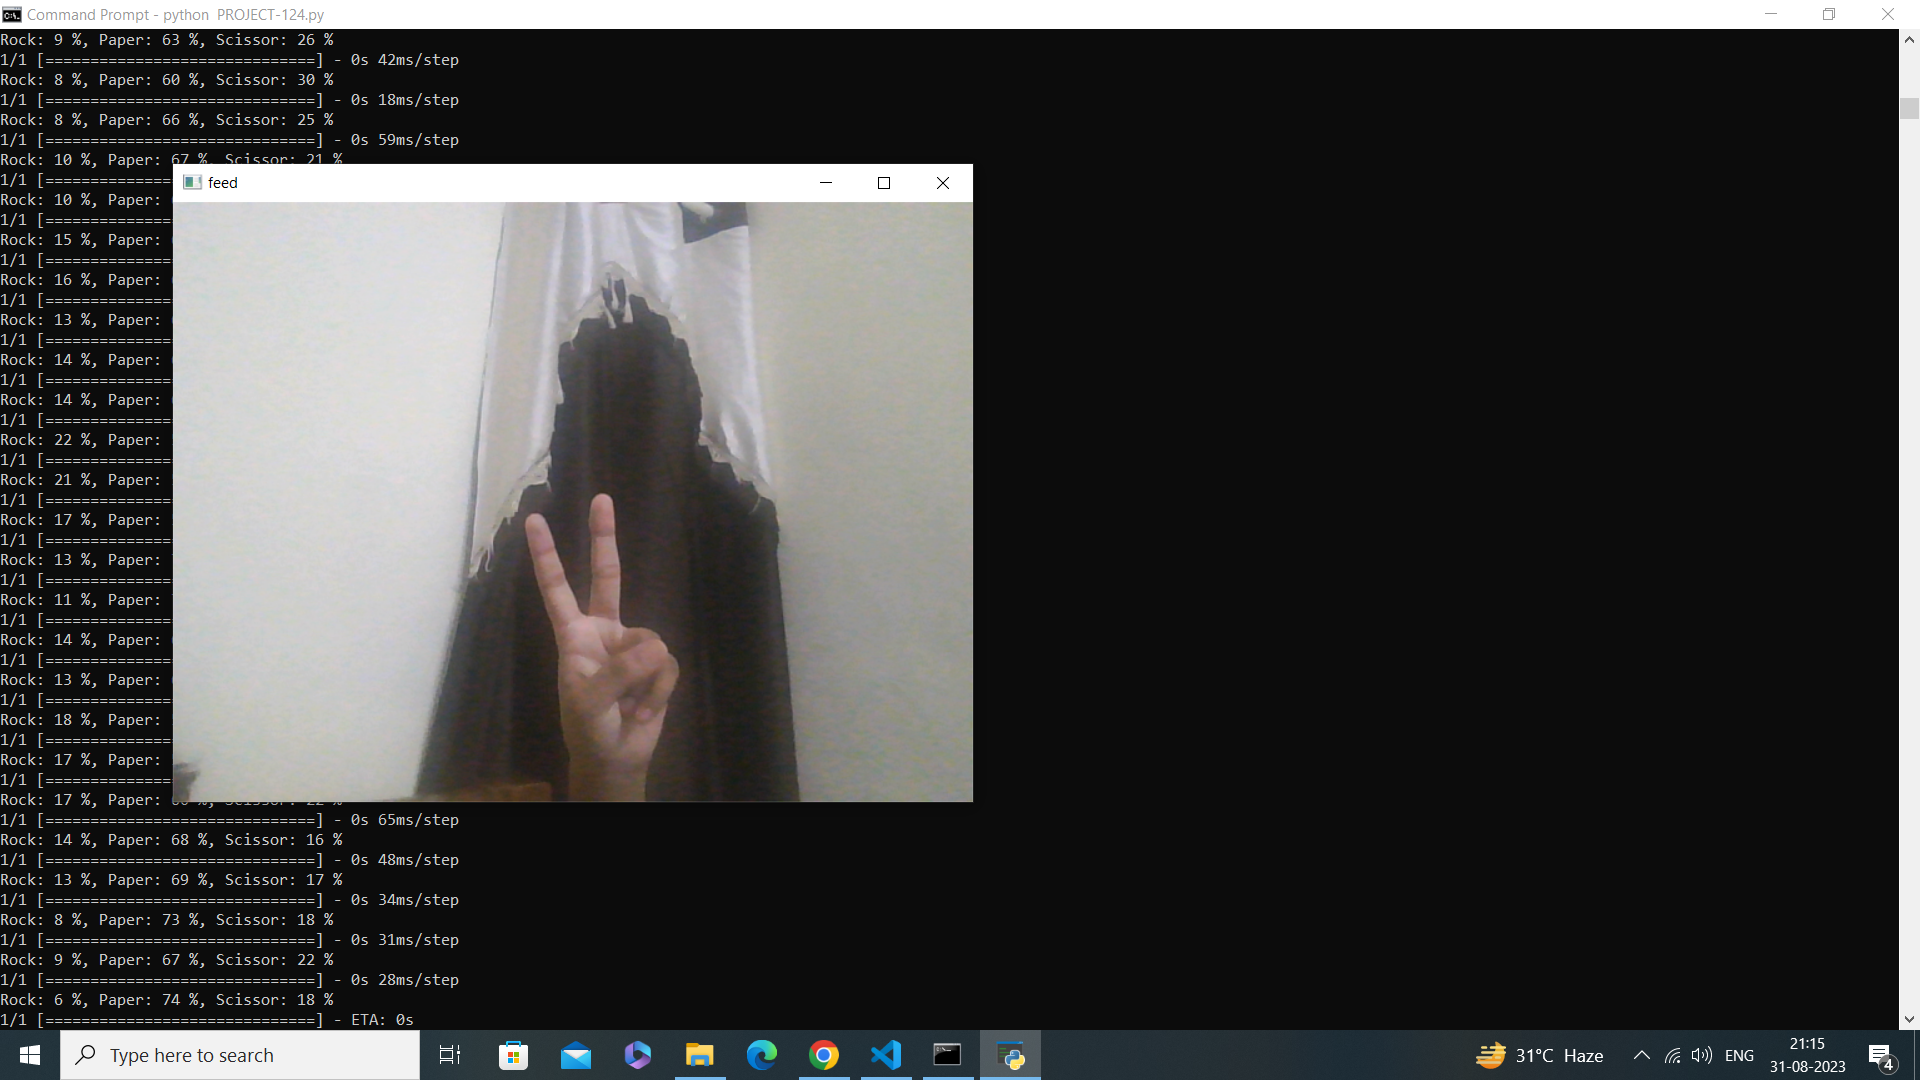 Command Prompt - python  PROJECT-124.py
Rock: 9 %, Paper: 63 %, Scissor: 26 %
1/1 [==============================] - 0s 42ms/step
Rock: 8 %, Paper: 60 %, Scissor: 30 %
1/1 [==============================] - 0s 18ms/step
Rock: 8 %, Paper: 66 %, Scissor: 25 %
1/1 [==============================] - 0s 59ms/step
Rock: 10 %, Paper: 67 %, Scissor: 21 %
1/1 [==============
feed
Rock: 10 %, Paper:
1/1 [==============
Rock: 15 %, Paper:
1/1 [==============
Rock: 16 %, Paper:
1/1 [==============
Rock: 13 %, Paper:
1/1 [==============
Rock: 14 %, Paper:
1/1 [==============
Rock: 14 %, Paper:
1/1 [==============
Rock: 22 %, Paper:
1/1 [==============
Rock: 21 %, Paper:
1/1 [==============
Rock: 17 %, Paper:
1/1 [==============
Rock: 13 %, Paper:
1/1 [==============
Rock: 11 %, Paper:
1/1 [==============
Rock: 14 %, Paper:
1/1 [==============
Rock: 13 %, Paper:
1/1 [==============
Rock: 18 %, Paper:
1/1 [==============
Rock: 17 %, Paper:
1/1 [==============
Rock: 17 %, Paper: %, Scissor: 22 %
1/1 [==============================] - 0s 65ms/step
Rock: 14 %, Paper: 68 %, Scissor: 16 %
1/1 [==============================] - 0s 48ms/step
Rock: 13 %, Paper: 69 %, Scissor: 17 %
1/1 [==============================] - 0s 34ms/step
Rock: 8 %, Paper: 73 %, Scissor: 18 %
1/1 [==============================] - 0s 31ms/step
Rock: 9 %, Paper: 67 %, Scissor: 22 %
1/1 [==============================] - 0s 28ms/step
Rock: 6 %, Paper: 74 %, Scissor: 18 %
1/1 [==============================] - ETA: 0s
Type here to search
31°C Haze
ENG
21:15
31-08-2023
4